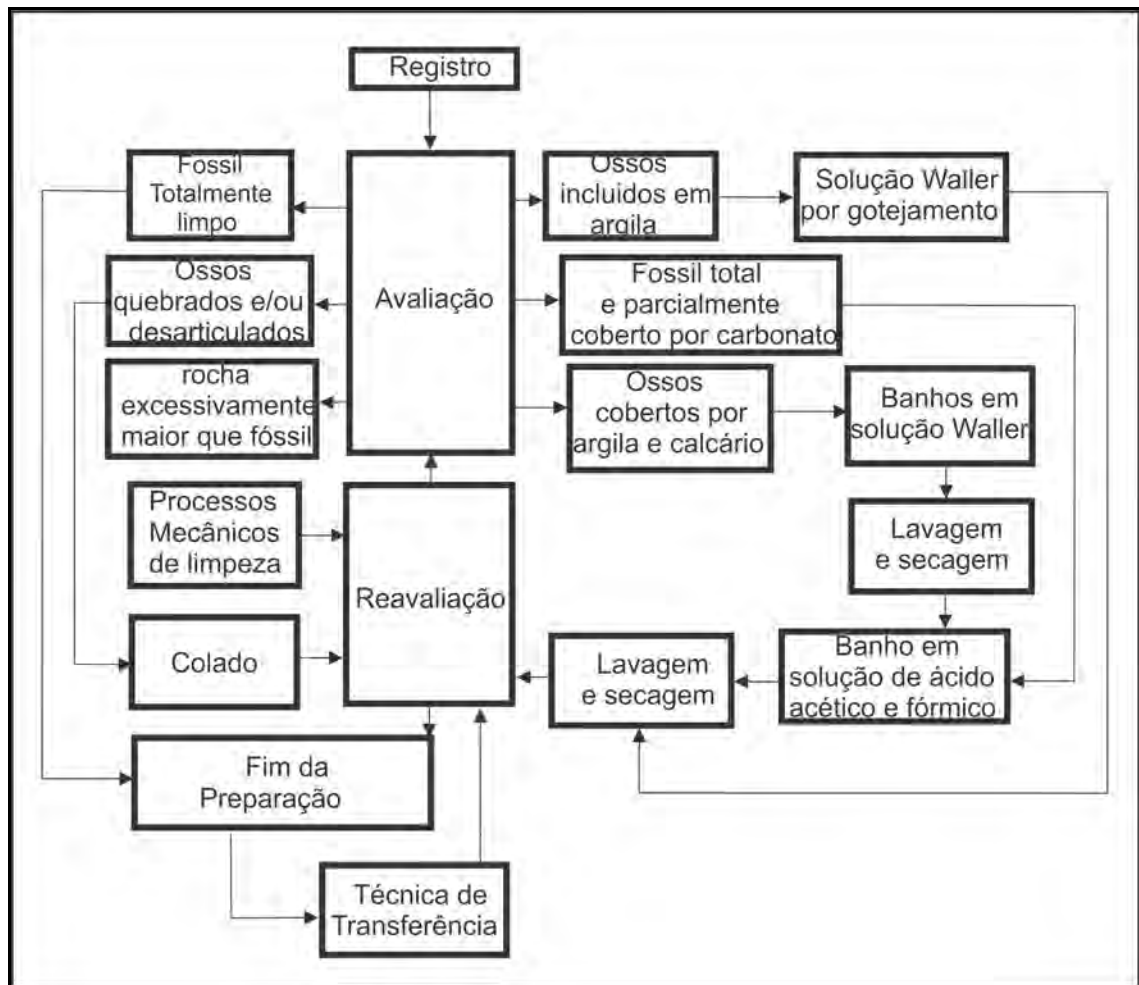 Registro
Fossil
Totalmente
limpo
Ossos
quebrados e/ou
desarticulados
rocha
excessivamente
maior que fóssil
Avaliação
Ossos
incluidos em
argila
Solução Waller
por gotejamento
Fossil total
e parcialmente
coberto por carbonato
Ossos
cobertos por
argila e calcário
Banhos em
solução Waller
Lavagem
e secagem
Banho em
solução de ácido
acético e fórmico
Lavagem
e secagem
Processos
Mecânicos
de limpeza
Reavaliação
Colado
Fim da
Preparação
Técnica de
Transferência